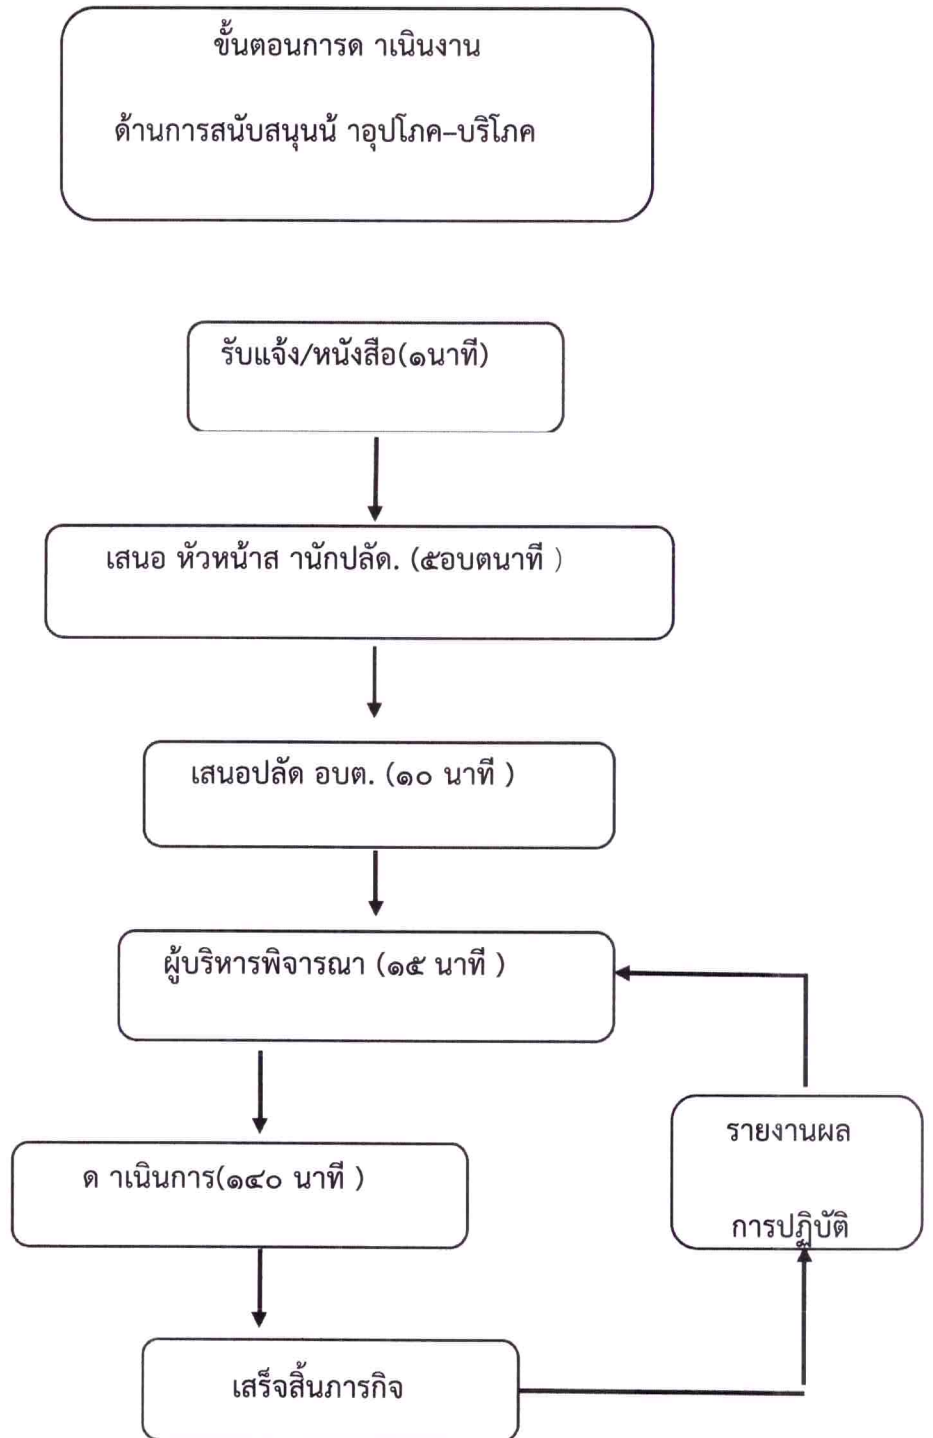 ขั้นตอนการด าเนินงาน
ด้านการสนับสนุนน้ าอุปโภค–บริโภค
รับแจ้ง/หนังสือ(๑นาที)
เสนอ หัวหน้าส านักปลัด. (๕อบตนาที )
เสนอปลัด อบต. (๑๐ นาที )
ผู้บริหารพิจารณา (๑๕ นาที )
ด าเนินการ(๑๔๐ นาที )
รายงานผล
การปฏิบัติ
เสร็จสิ้นภารกิจ